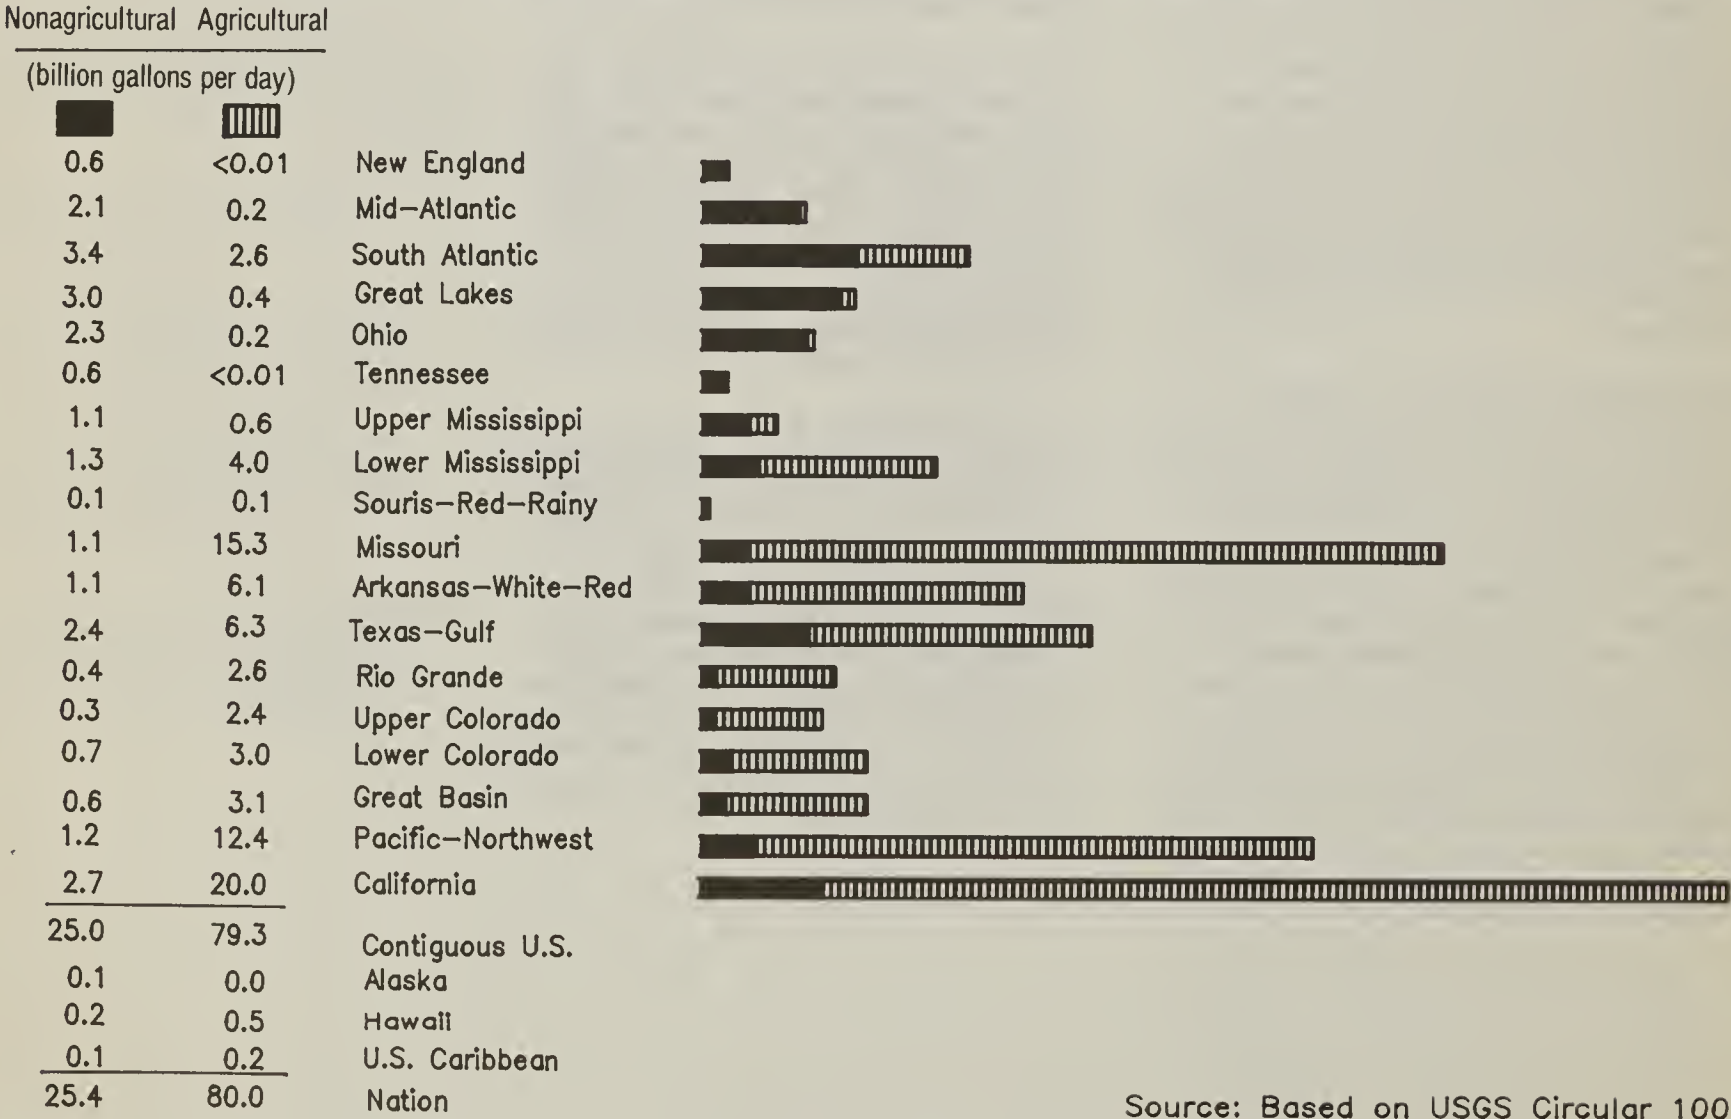 Nonagricultural Agricultural
(billion gallons per day)
0.6 <0.01 New England
2.1 0.2 Mid-Atlantic
3.4 2.6 South Atlantic
3.0 0.4 Great Lakes
2.3 0.2 Ohio
0.6 <0.01 Tennessee
1.1 0.6 Upper Mississippi
1.3 4.0 Lower Mississippi
0.1 0.1 Souris-Red-Rainy
1.1 15.3 Missouri
1.1 6.1 Arkansas-White-Red
2.4 6.3 Texas-Gulf
0.4 2.6 Rio Grande
0.3 2.4 Upper Colorado
0.7 3.0 Lower Colorado
0.6 3.1 Great Basin
1.2 12.4 Pacific-Northwest
2.7 20.0 California
25.0 79.3 Contiguous U.S.
0.1 0.0 Alaska
0.2 0.5 Hawaii
0.1 0.2 U.S. Caribbean
25.4 80.0 Nation
Source: Based on USGS Circular 100